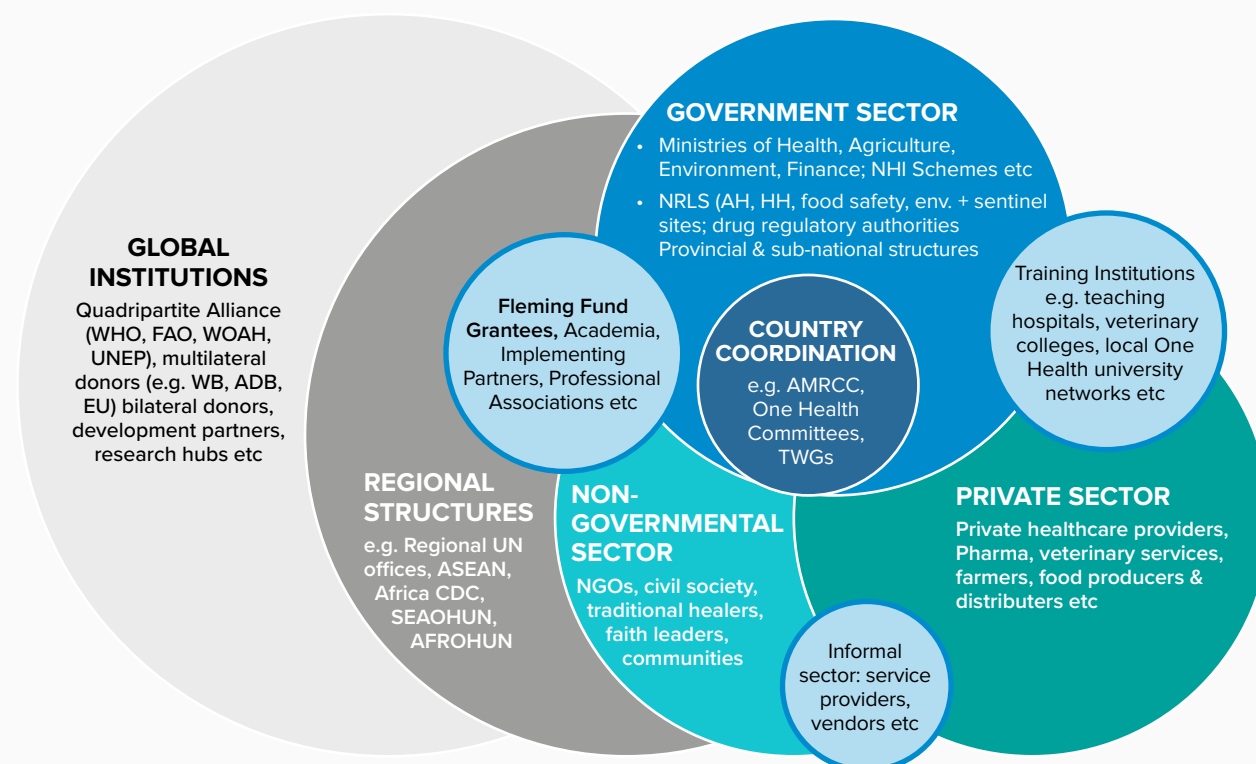 GLOBAL
INSTITUTIONS
Quadripartite Alliance
(WHO, FAO, WOAH,
UNEP), multilateral
donors (e.g. WB, ADB,
EU) bilateral donors,
development partners,
research hubs etc
REGIONAL
STRUCTURES
e.g. Regional UN
offices, ASEAN,
Africa CDC,
SEAOHUN,
AFROHUN
Fleming Fund
Grantees, Academia,
Implementing
Partners, Professional
Associations etc
GOVERNMENT SECTOR
• Ministries of Health, Agriculture,
Environment, Finance; NHI Schemes etc
• NRLS (AH, HH, food safety, env. + sentinel
sites; drug regulatory authorities
Provincial & sub-national structures
COUNTRY
COORDINATION
e.g. AMRCC,
One Health
Committees,
TWGs
Training Institutions
e.g. teaching
hospitals, veterinary
colleges, local One
Health university
networks etc
NON-
GOVERNMENTAL
SECTOR
NGOs, civil society,
traditional healers,
faith leaders,
communities
PRIVATE SECTOR
Private healthcare providers,
Pharma, veterinary services,
farmers, food producers &
distributers etc
Informal
sector: service
providers,
vendors etc